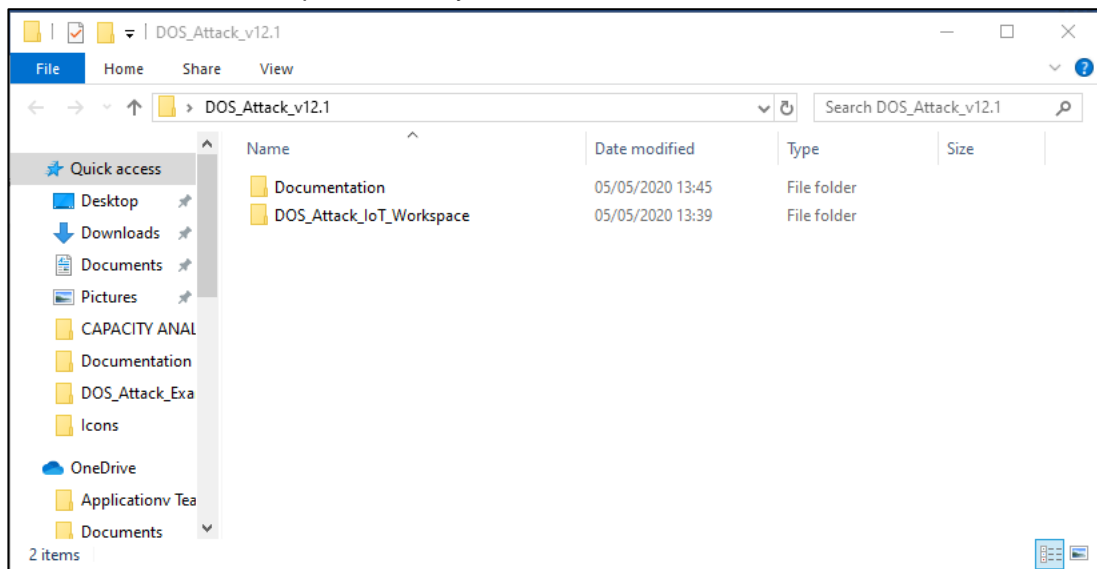 DOS_Attack_v12.1
File Home Share View
DOS_Attack_v12.1
Search DOS_Attack_v12.1
Name Date modified Type Size
Quick access
Desktop
Downloads
Documents
Pictures
CAPACITY ANAL
Documentation
DOS_Attack_Exa
Icons
OneDrive
Applicationv Tea
Documents
Documentation 05/05/2020 13:45 File folder
DOS_Attack_IoT_Workspace 05/05/2020 13:39 File folder
2 items